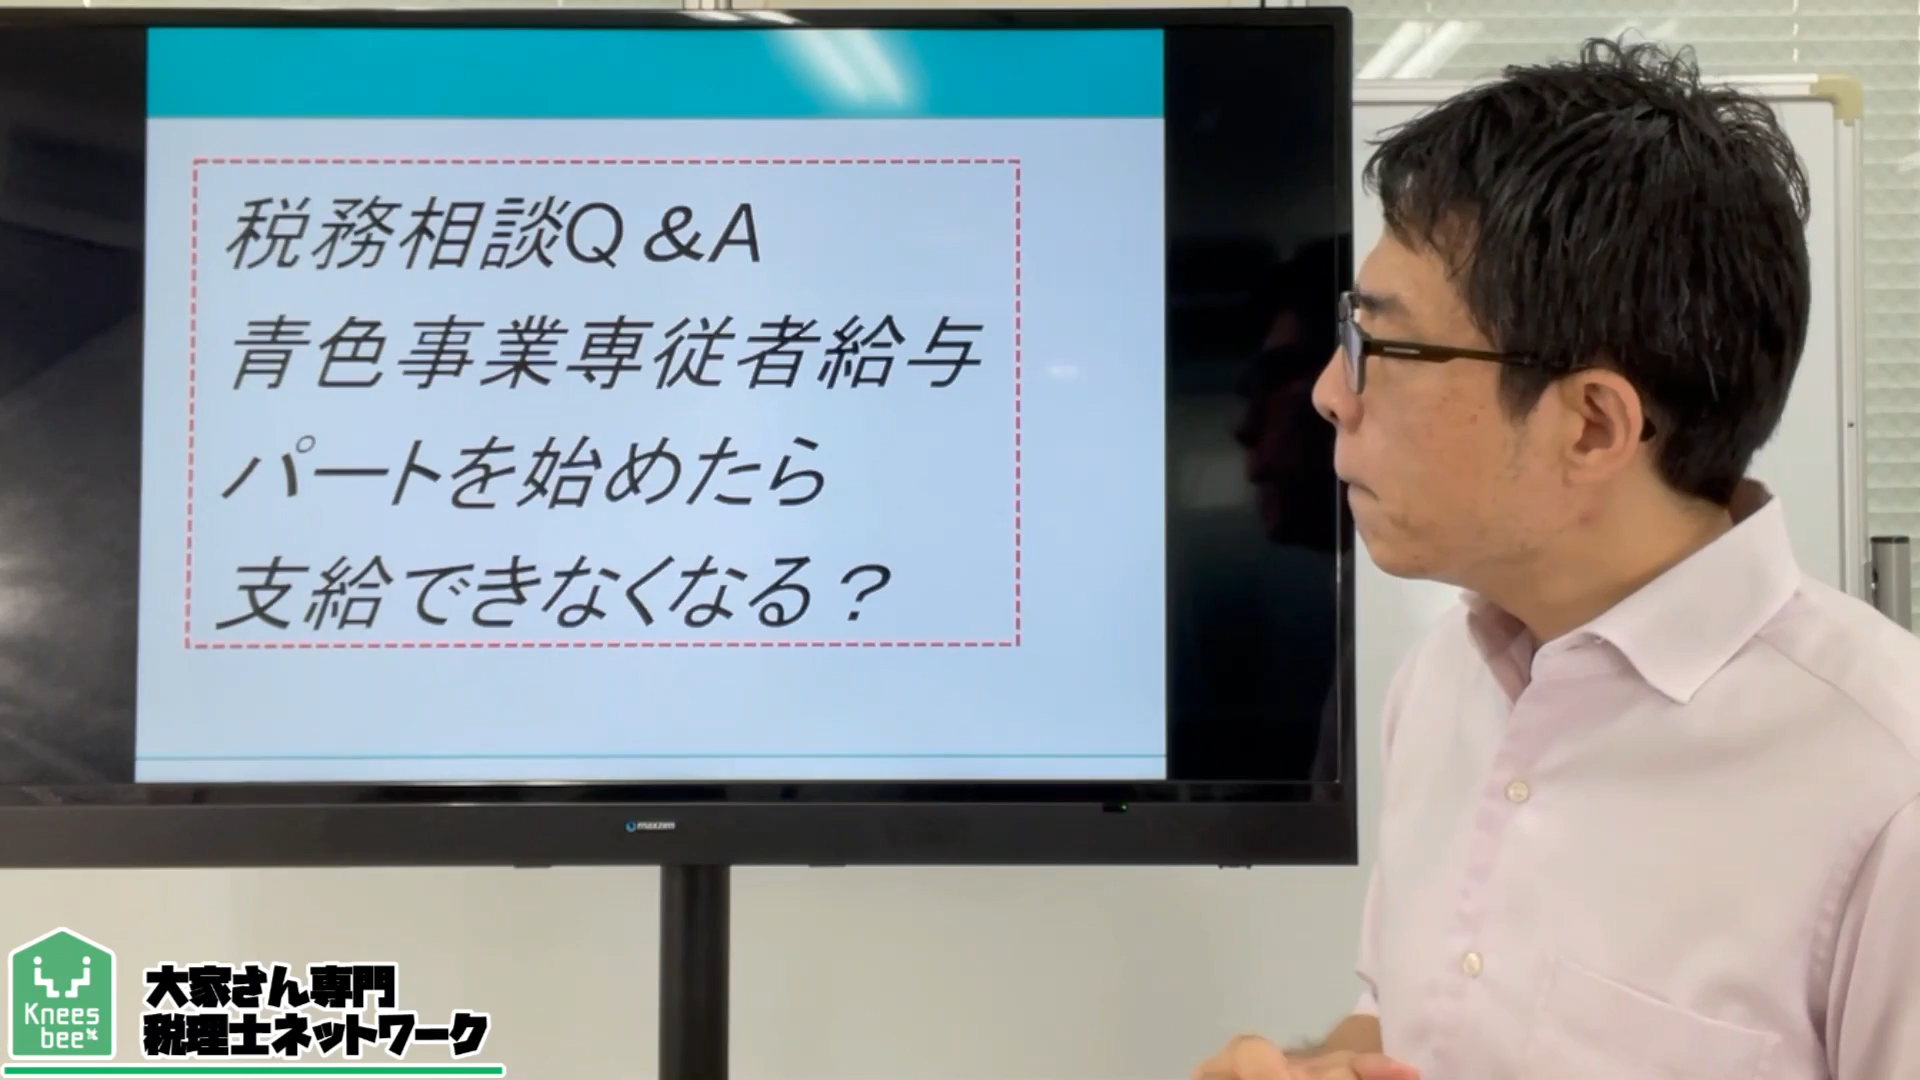 税務相談Q&A
青色事業専従者給与
パートを始めたら
支給できなくなる？
maxzen
Knees
bee
大家さん専門
税理士ネットワーク